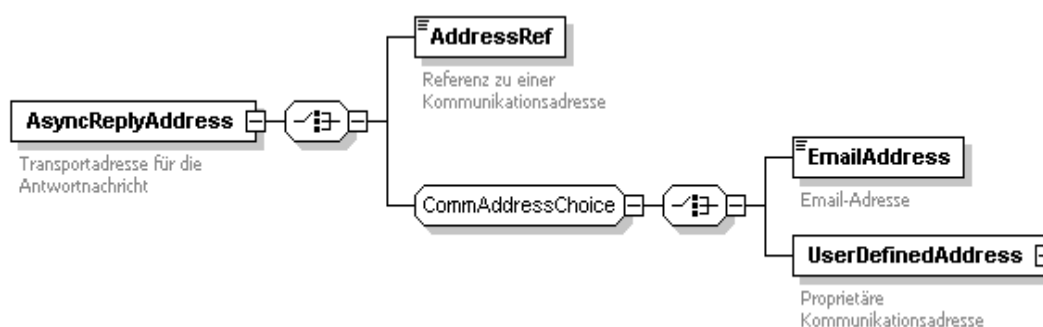 AddressRef
Referenz zu einer
Kommunikationsadresse
AsyncReplyAddress
Transportadresse für die
Antwortnachricht
CommAddressChoice
EmailAddress
Email-Adresse
UserDefinedAddress
Proprietäre
Kommunikationsadresse